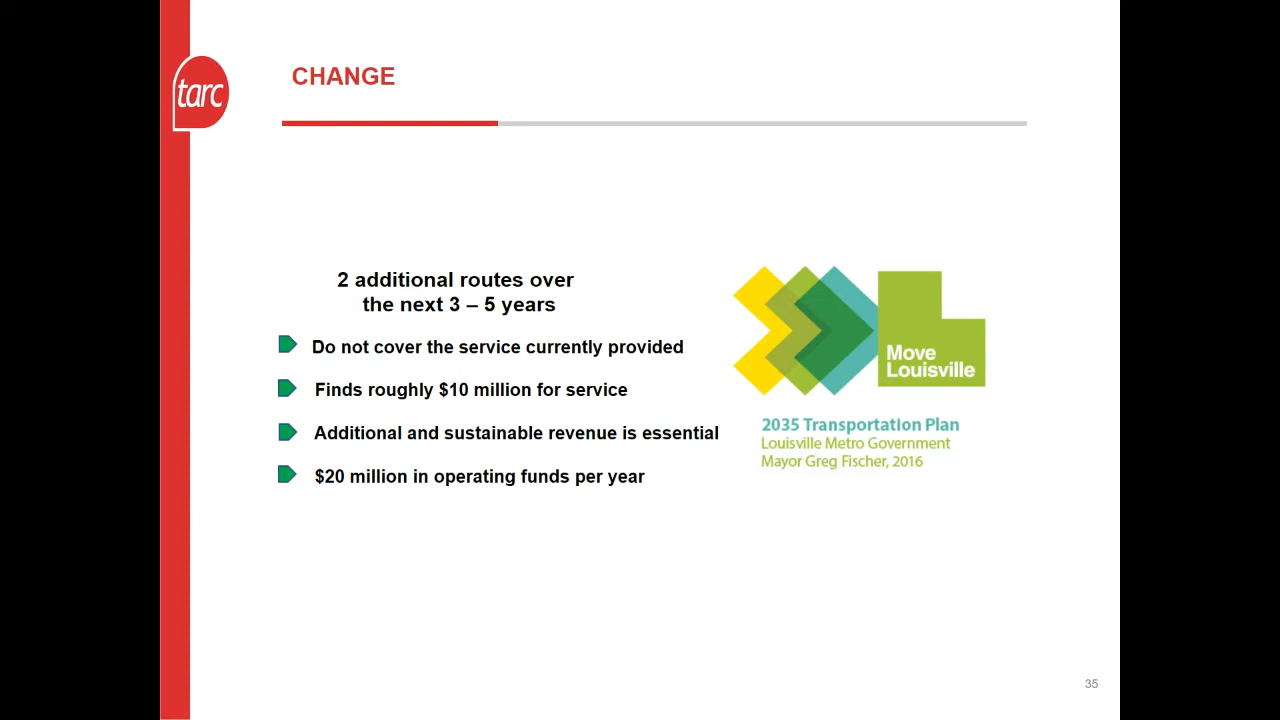 tarc
CHANGE
2 additional routes over
the next 3 – 5 years
Do not cover the service currently provided
Finds roughly $10 million for service
Additional and sustainable revenue is essential
$20 million in operating funds per year
Move
Louisville
2035 Transportation Plan
Louisville Metro Government
Mayor Greg Fischer, 2016
35